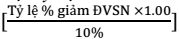 [Tỷ lệ % giảm ĐVSN ×1.00
10%]